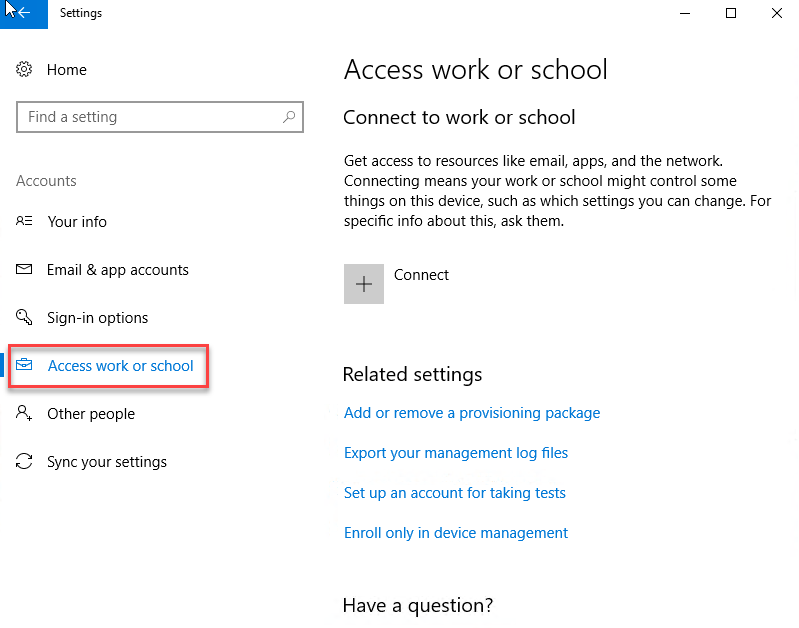 Settings
Home
Find a setting
Accounts
Your info
Email & app accounts
Sign-in options
Access work or school
Other people
Sync your settings
Access work or school
Connect to work or school
Get access to resources like email, apps, and the network.
Connecting means your work or school might control some
things on this device, such as which settings you can change. For
specific info about this, ask them.
Connect
Related settings
Add or remove a provisioning package
Export your management log files
Set up an account for taking tests
Enroll only in device management
Have a question?